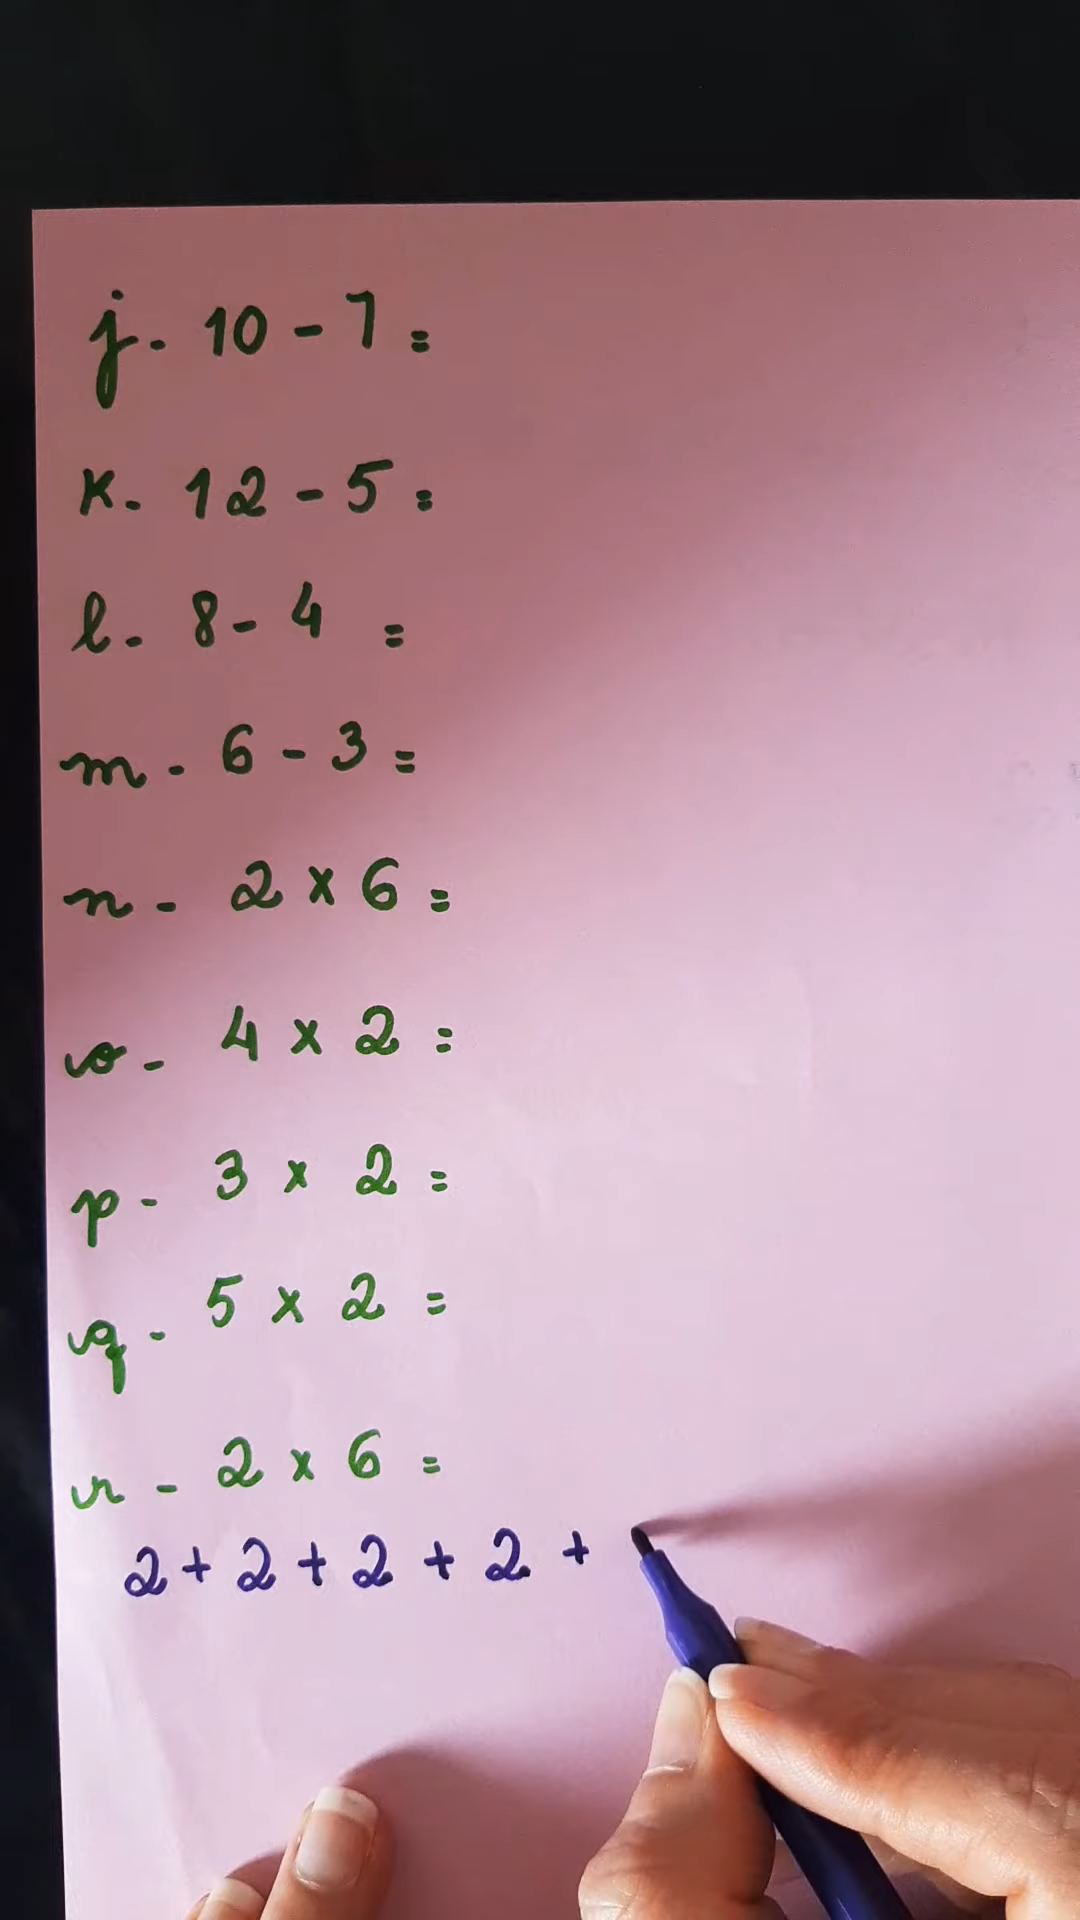 j. 10 - 7 =
k. 12 - 5 =
l. 8 - 4 =
m. 6 - 3 =
n - 2 x 6 =
o - 4 x 2 =
p - 3 x 2 =
q - 5 x 2 =
r - 2 x 6 =
2 + 2 + 2 + 2 +